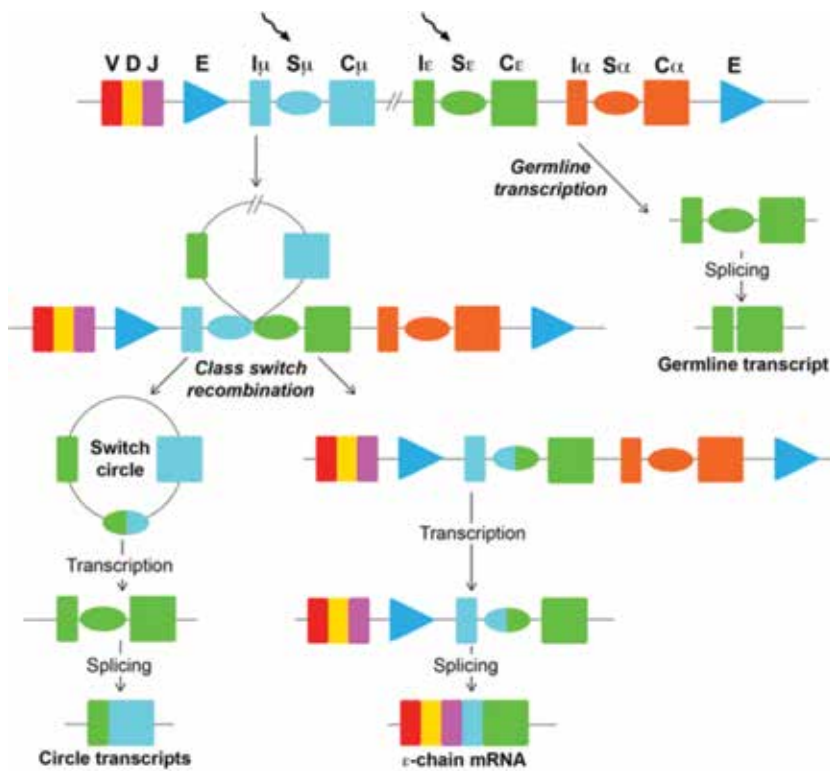 V D J E Iμ Sμ Cμ Iε Sε Cε Iα Sα Cα E
Germline
transcription
Splicing
Germline transcript
Class switch
recombination
Switch
circle
Transcription
Splicing
Circle transcripts
Transcription
Splicing
ε-chain mRNA